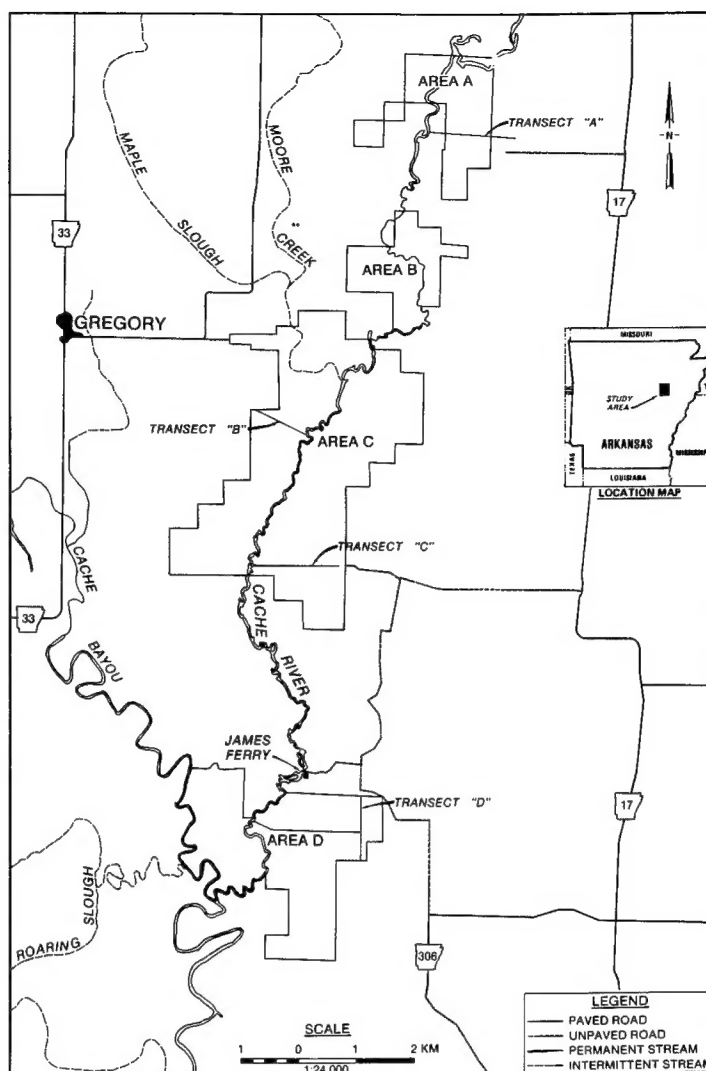 AREA A
TRANSECT "A"
MAPLE
SLOUGH
MOORE
CREEK
N
33
17
AREA B
GREGORY
MISSOURI
STUDY
AREA
ARKANSAS
TEXAS
LOUISIANA
LOCATION MAP
TRANSECT "B"
AREA C
TRANSECT "C"
CACHE
BAYOU
33
CACHE
RIVER
JAMES
FERRY
TRANSECT "D"
17
AREA D
ROARING
SLOUGH
306
SCALE
1 0 1 2 KM
1:24,000
LEGEND
PAVED ROAD
UNPAVED ROAD
PERMANENT STREAM
INTERMITTENT STREAM